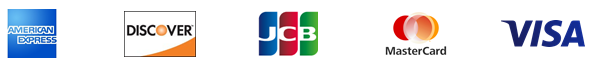 AMERICAN
EXPRESS
DISCOVER
JCB
MasterCard
VISA